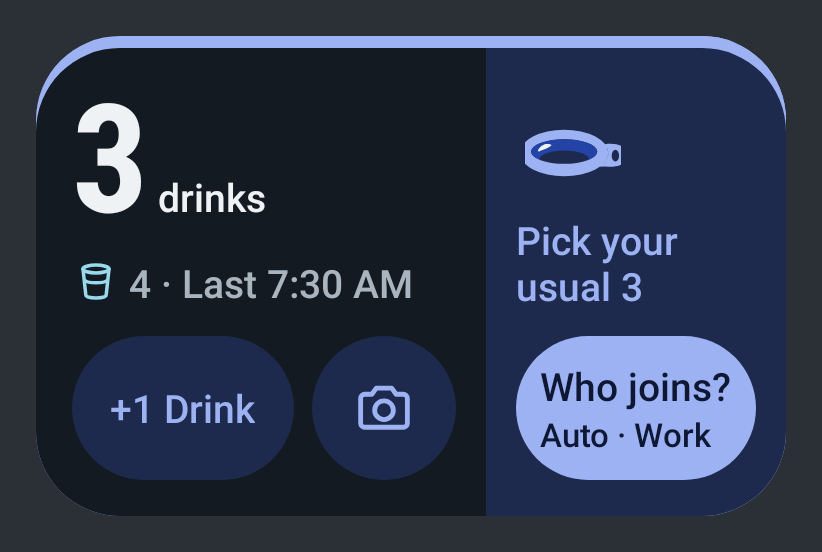 3 drinks
4 · Last 7:30 AM
+1 Drink
Pick your
usual 3
Who joins?
Auto · Work